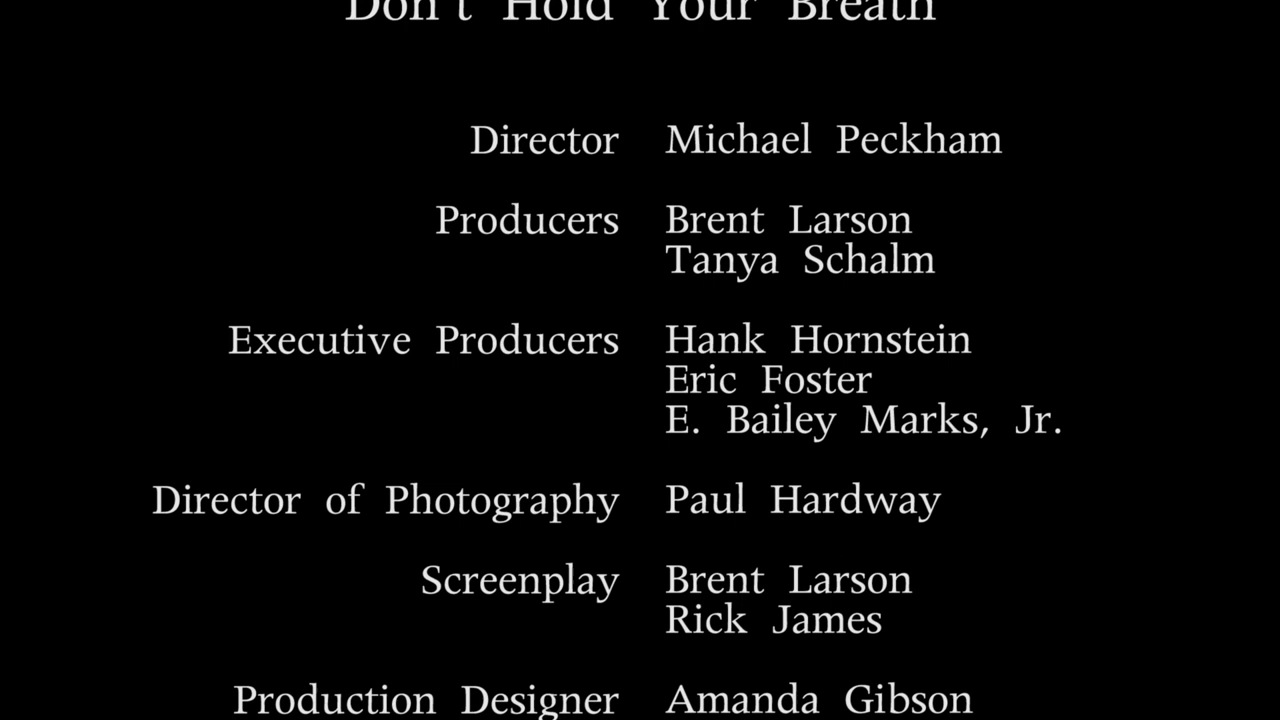 Don't Hold Your Breath
Director Michael Peckham
Producers Brent Larson
Tanya Schalm
Executive Producers Hank Hornstein
Eric Foster
E. Bailey Marks, Jr.
Director of Photography Paul Hardway
Screenplay Brent Larson
Rick James
Production Designer Amanda Gibson